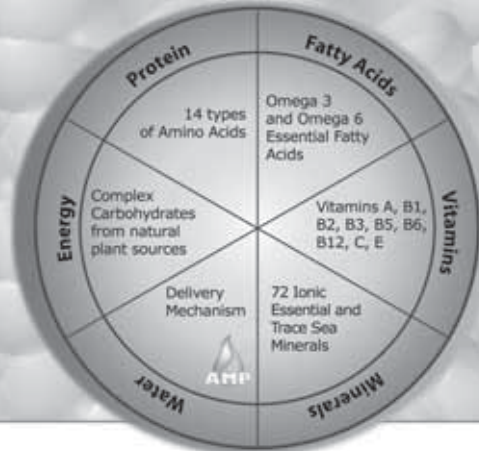 Protein
14 types
of Amino Acids
Fatty Acids
Omega 3
and Omega 6
Essential Fatty
Acids
Vitamins
Vitamins A, B1,
B2, B3, B5, B6,
B12, C, E
Minerals
72 Ionic
Essential and
Trace Sea
Minerals
Water
Delivery
Mechanism
AMP
Energy
Complex
Carbohydrates
from natural
plant sources